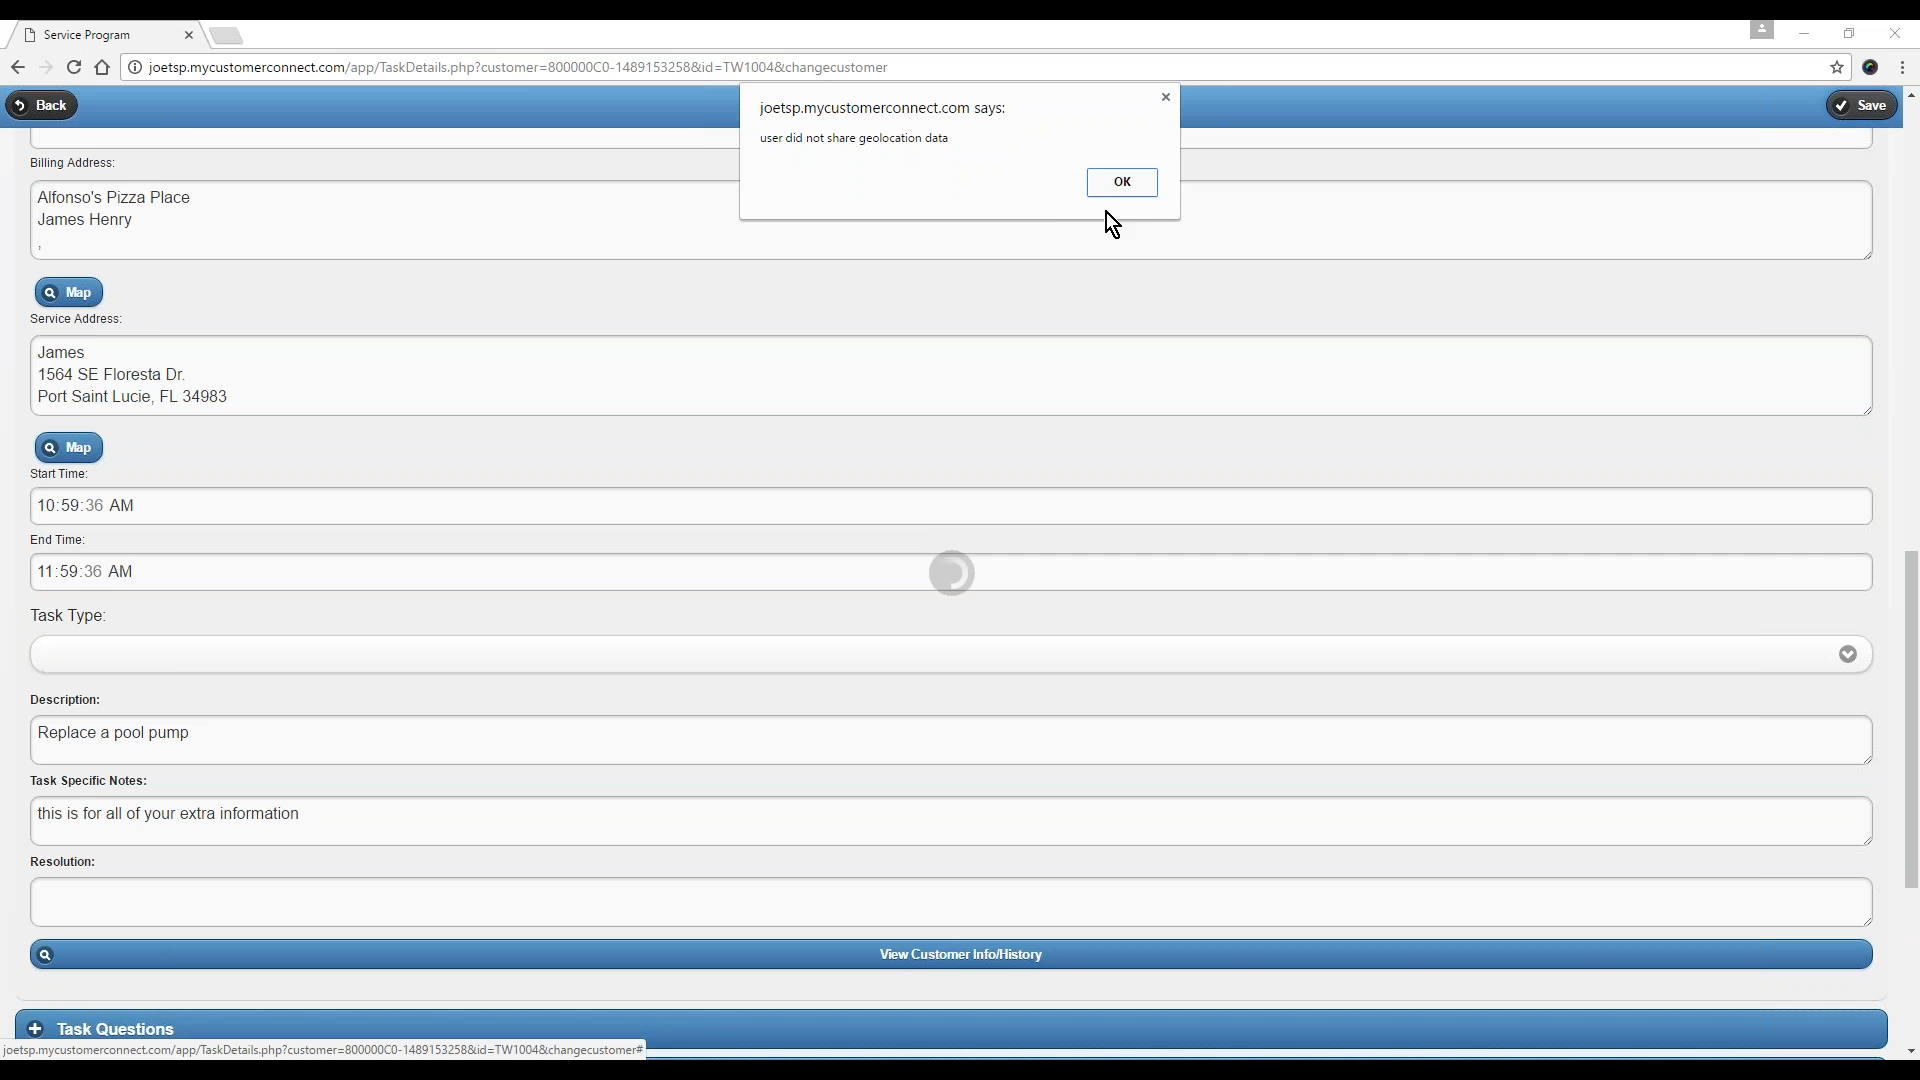 Service Program
joetsp.mycustomerconnect.com/app/TaskDetails.php?customer=800000C0-1489153258&id=TW1004&changecustomer
Back
Save
joetsp.mycustomerconnect.com says:
user did not share geolocation data
OK
Billing Address:
Alfonso's Pizza Place
James Henry
,
Map
Service Address:
James
1564 SE Floresta Dr.
Port Saint Lucie, FL 34983
Map
Start Time:
10:59:36 AM
End Time:
11:59:36 AM
Task Type:
Description:
Replace a pool pump
Task Specific Notes:
this is for all of your extra information
Resolution:
View Customer Info/History
Task Questions
joetsp.mycustomerconnect.com/app/TaskDetails.php?customer=800000C0-1489153258&id=TW1004&changecustomer#